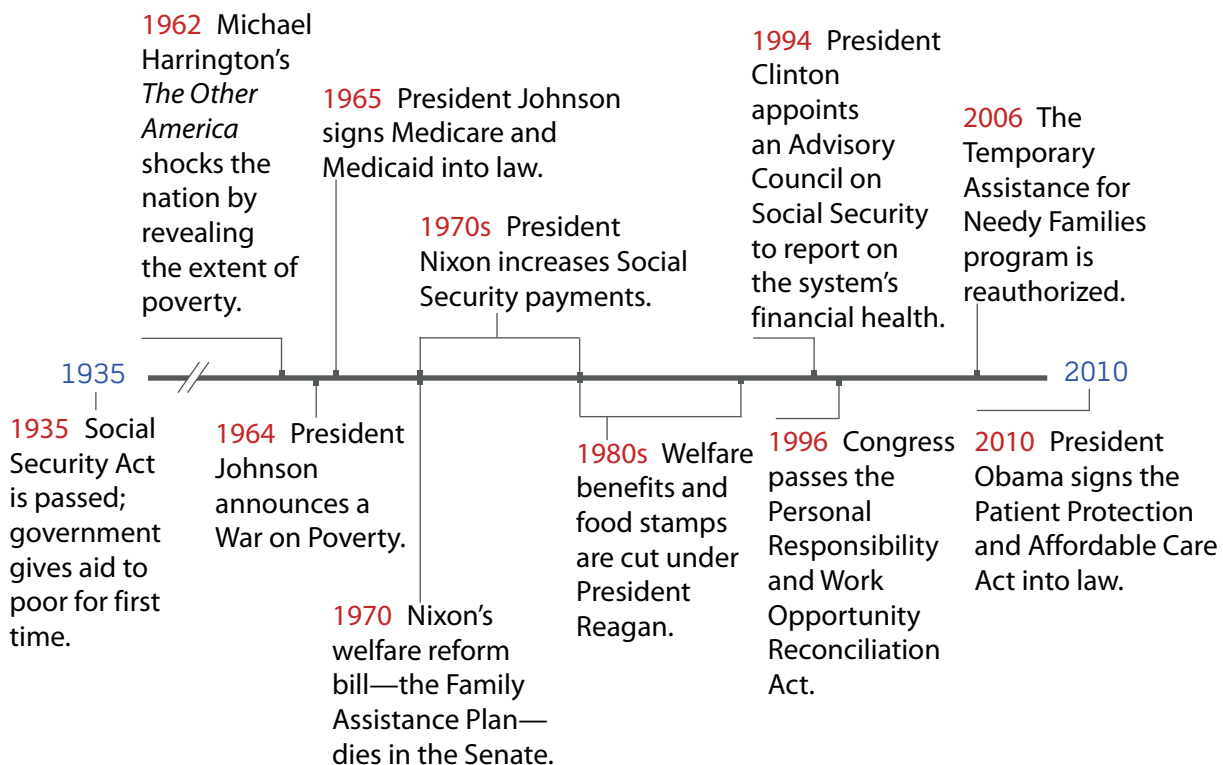 1962 Michael
Harrington’s
The Other
America
shocks the
nation by
revealing
the extent of
poverty.
1965 President Johnson
signs Medicare and
Medicaid into law.
1970s President
Nixon increases Social
Security payments.
1994 President
Clinton
appoints
an Advisory
Council on
Social Security
to report on
the system’s
financial health.
2006 The
Temporary
Assistance for
Needy Families
program is
reauthorized.
1935
2010
1935 Social
Security Act
is passed;
government
gives aid to
poor for first
time.
1964 President
Johnson
announces a
War on Poverty.
1970 Nixon’s
welfare reform
bill—the Family
Assistance Plan—
dies in the Senate.
1980s Welfare
benefits and
food stamps
are cut under
President
Reagan.
1996 Congress
passes the
Personal
Responsibility
and Work
Opportunity
Reconciliation
Act.
2010 President
Obama signs the
Patient Protection
and Affordable Care
Act into law.